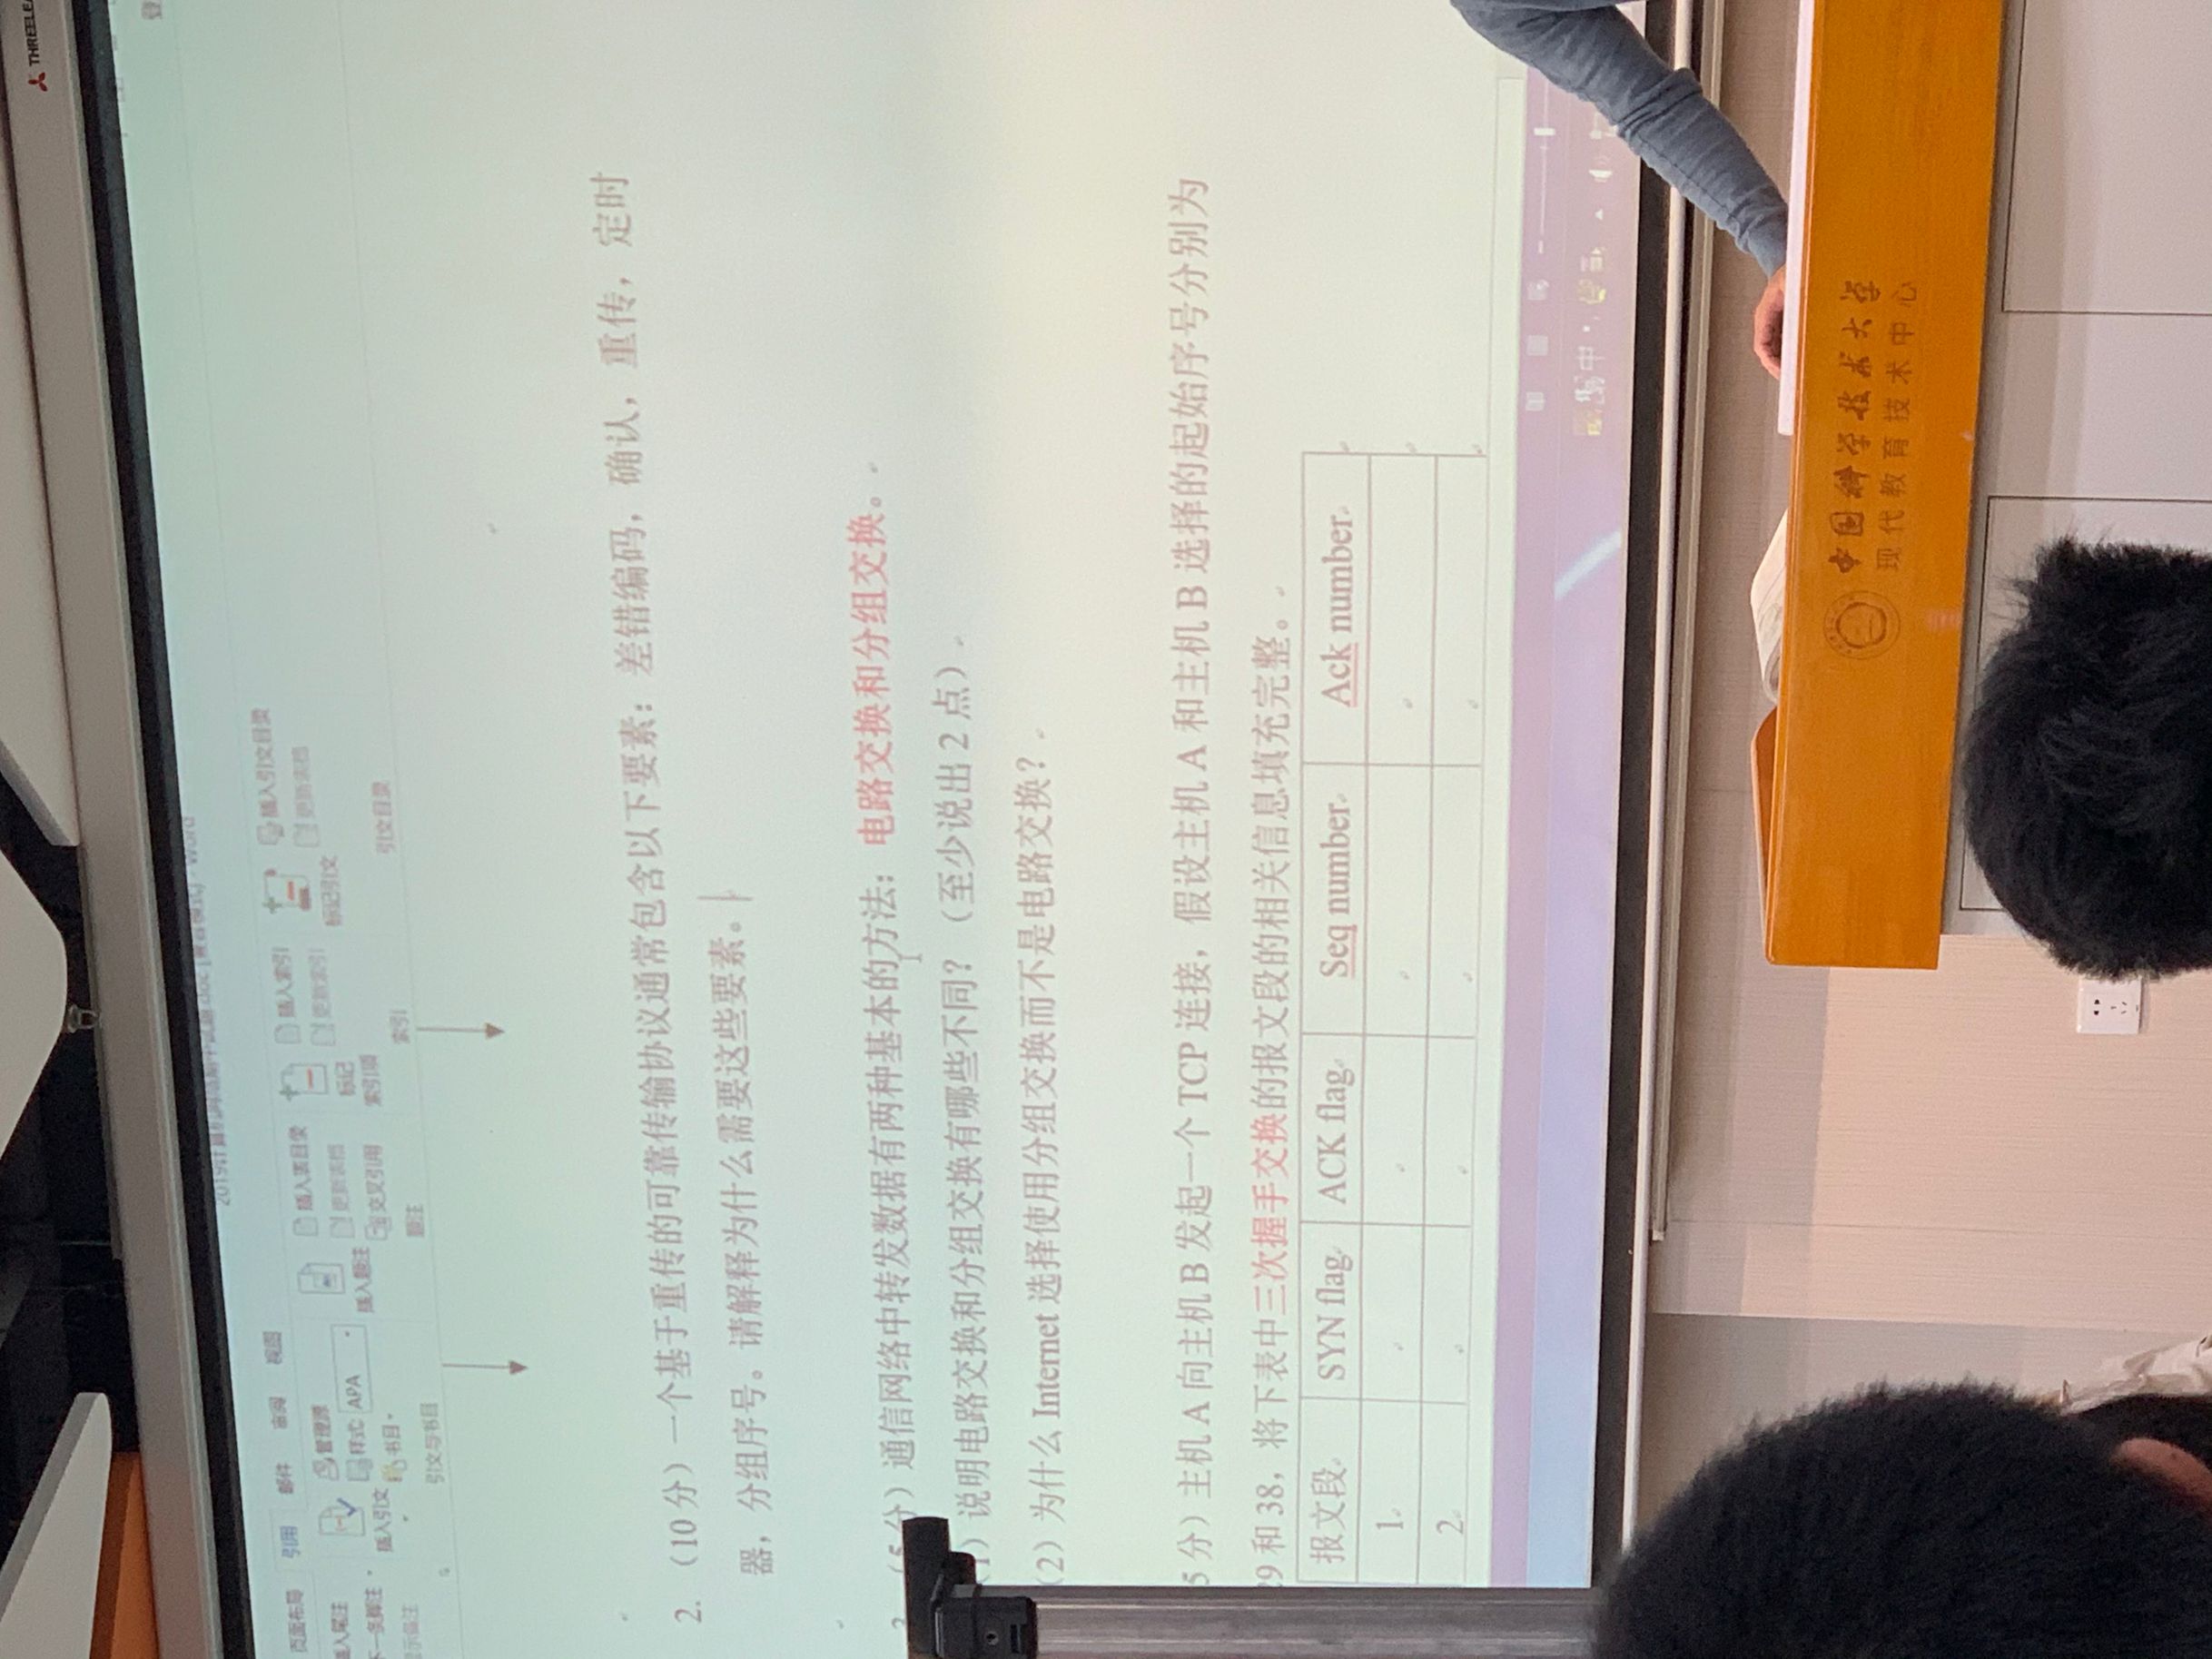 THREELEA
2019计算机网络期中试题.doc [兼容模式] - Word
登
页面布局 引用 邮件 审阅 视图
插入尾注
下一条脚注
显示备注
插入引文
管理源
样式: APA
书目
引文与书目
插入题注
插入表目录
更新表格
交叉引用
题注
标记
索引项
插入索引
更新索引
索引
标记引文
插入引文目录
更新表格
引文目录
2. （10 分）一个基于重传的可靠传输协议通常包含以下要素：差错编码，确认，重传，定时
器，分组序号。请解释为什么需要这些要素。
3. （5 分）通信网络中转发数据有两种基本的方法：电路交换和分组交换。
（1）说明电路交换和分组交换有哪些不同？（至少说出 2 点）
（2）为什么 Internet 选择使用分组交换而不是电路交换？
5 分）主机 A 向主机 B 发起一个 TCP 连接，假设主机 A 和主机 B 选择的起始序号分别为
29 和 38，将下表中三次握手交换的报文段的相关信息填充完整。
报文段 SYN flag ACK flag Seq number Ack number
1
2
中
中国科学技术大学
现代教育技术中心